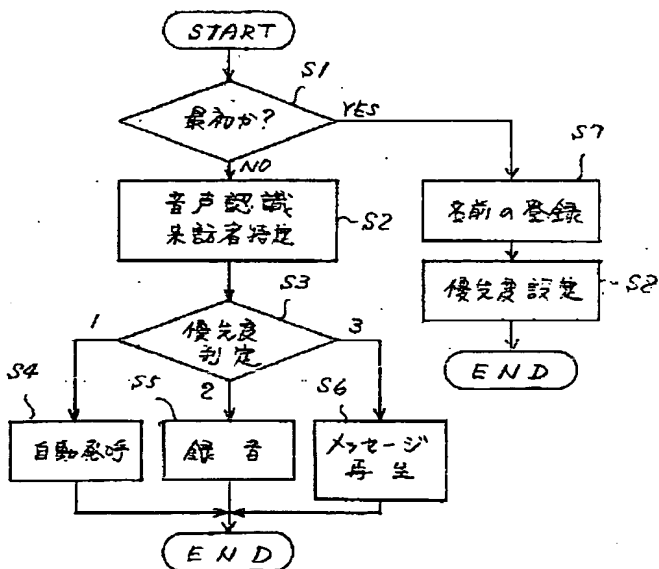 START
S1
最初か?
YES
NO
S7
音声認識
来訪者特定
S2
名前の登録
優先度設定
S8
S3
1
優先度
判定
3
END
S4
S5
2
S6
自動発呼
録音
メッセージ
再生
END